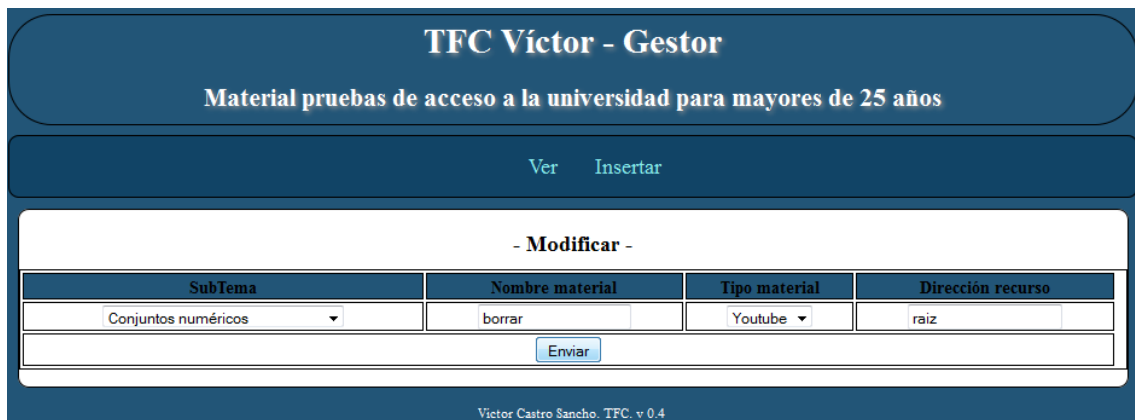 TFC Víctor - Gestor
Material pruebas de acceso a la universidad para mayores de 25 años
Ver Insertar
- Modificar -
SubTema Nombre material Tipo material Dirección recurso
Conjuntos numéricos borrar Youtube raiz
Enviar
Victor Castro Sancho. TFC. v 0.4